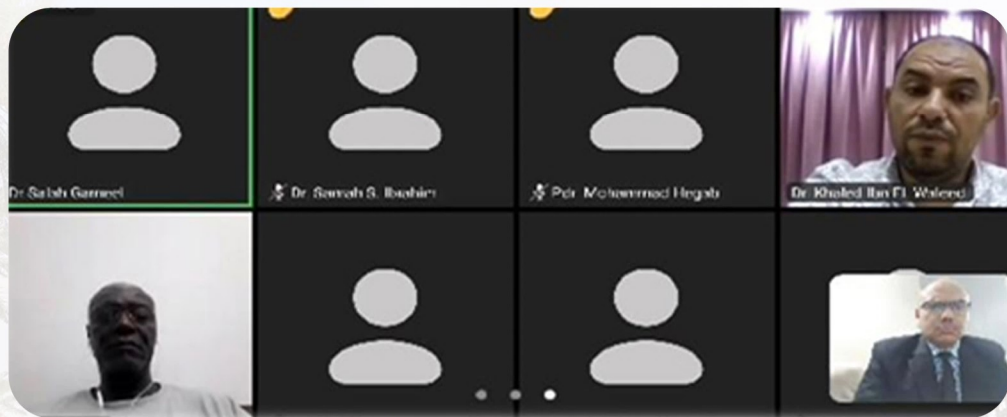 Dr Salah Gameel
Dr. Samah S. Ibrahim
Pdr. Mohammad Hegab
Dr. Khaled Ibn EL Waleed